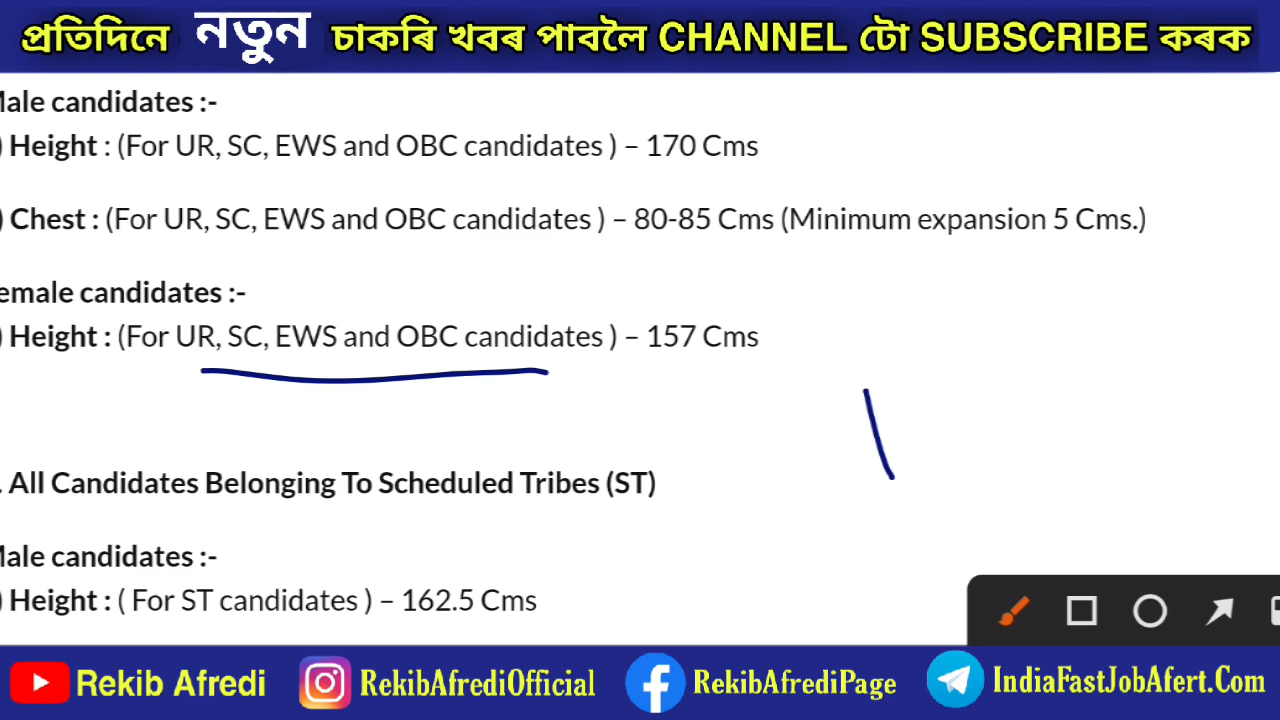 প্ৰতিদিনে নতুন চাকৰি খবৰ পাবলৈ CHANNEL টো SUBSCRIBE কৰক
ale candidates :-
) Height : (For UR, SC, EWS and OBC candidates ) – 170 Cms
) Chest : (For UR, SC, EWS and OBC candidates ) – 80-85 Cms (Minimum expansion 5 Cms.)
emale candidates :-
) Height : (For UR, SC, EWS and OBC candidates ) – 157 Cms
. All Candidates Belonging To Scheduled Tribes (ST)
ale candidates :-
) Height : ( For ST candidates ) – 162.5 Cms
Rekib Afredi RekibAfrediOfficial RekibAfrediPage IndiaFastJobAfert.Com